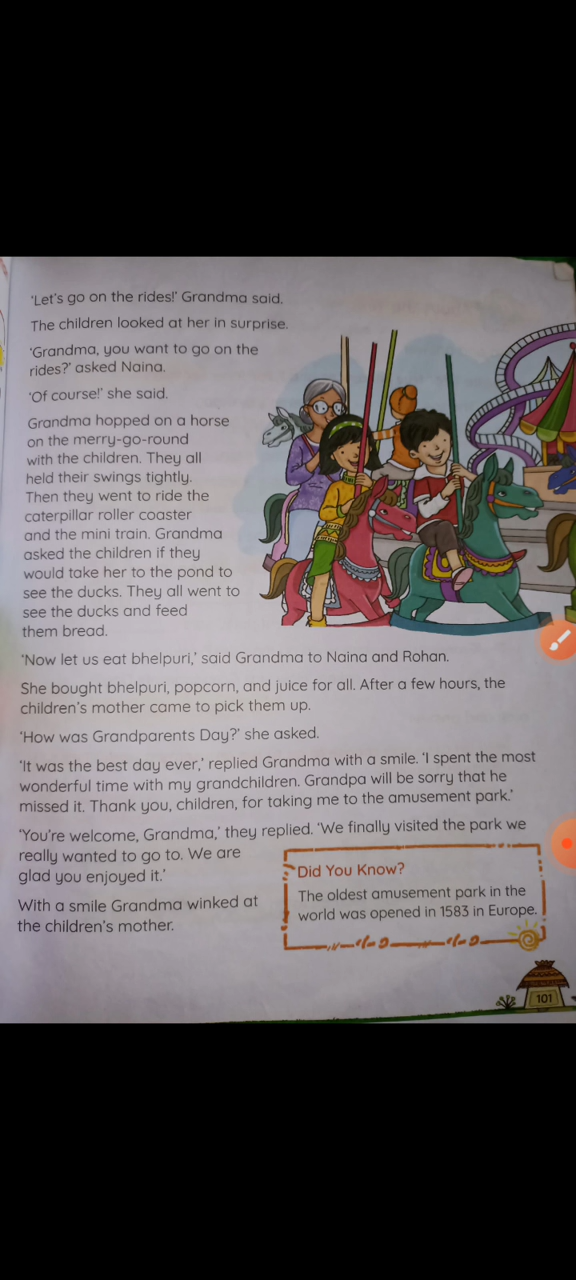 ‘Let’s go on the rides!’ Grandma said.
The children looked at her in surprise.
‘Grandma, you want to go on the
rides?’ asked Naina.
‘Of course!’ she said.
Grandma hopped on a horse
on the merry-go-round
with the children. They all
held their swings tightly.
Then they went to ride the
caterpillar roller coaster
and the mini train. Grandma
asked the children if they
would take her to the pond to
see the ducks. They all went to
see the ducks and feed
them bread.
‘Now let us eat bhelpuri,’ said Grandma to Naina and Rohan.
She bought bhelpuri, popcorn, and juice for all. After a few hours, the
children’s mother came to pick them up.
‘How was Grandparents Day?’ she asked.
‘It was the best day ever,’ replied Grandma with a smile. ‘I spent the most
wonderful time with my grandchildren. Grandpa will be sorry that he
missed it. Thank you, children, for taking me to the amusement park.’
‘You’re welcome, Grandma,’ they replied. ‘We finally visited the park we
really wanted to go to. We are
glad you enjoyed it.’
With a smile Grandma winked at
the children’s mother.
Did You Know?
The oldest amusement park in the
world was opened in 1583 in Europe.
101